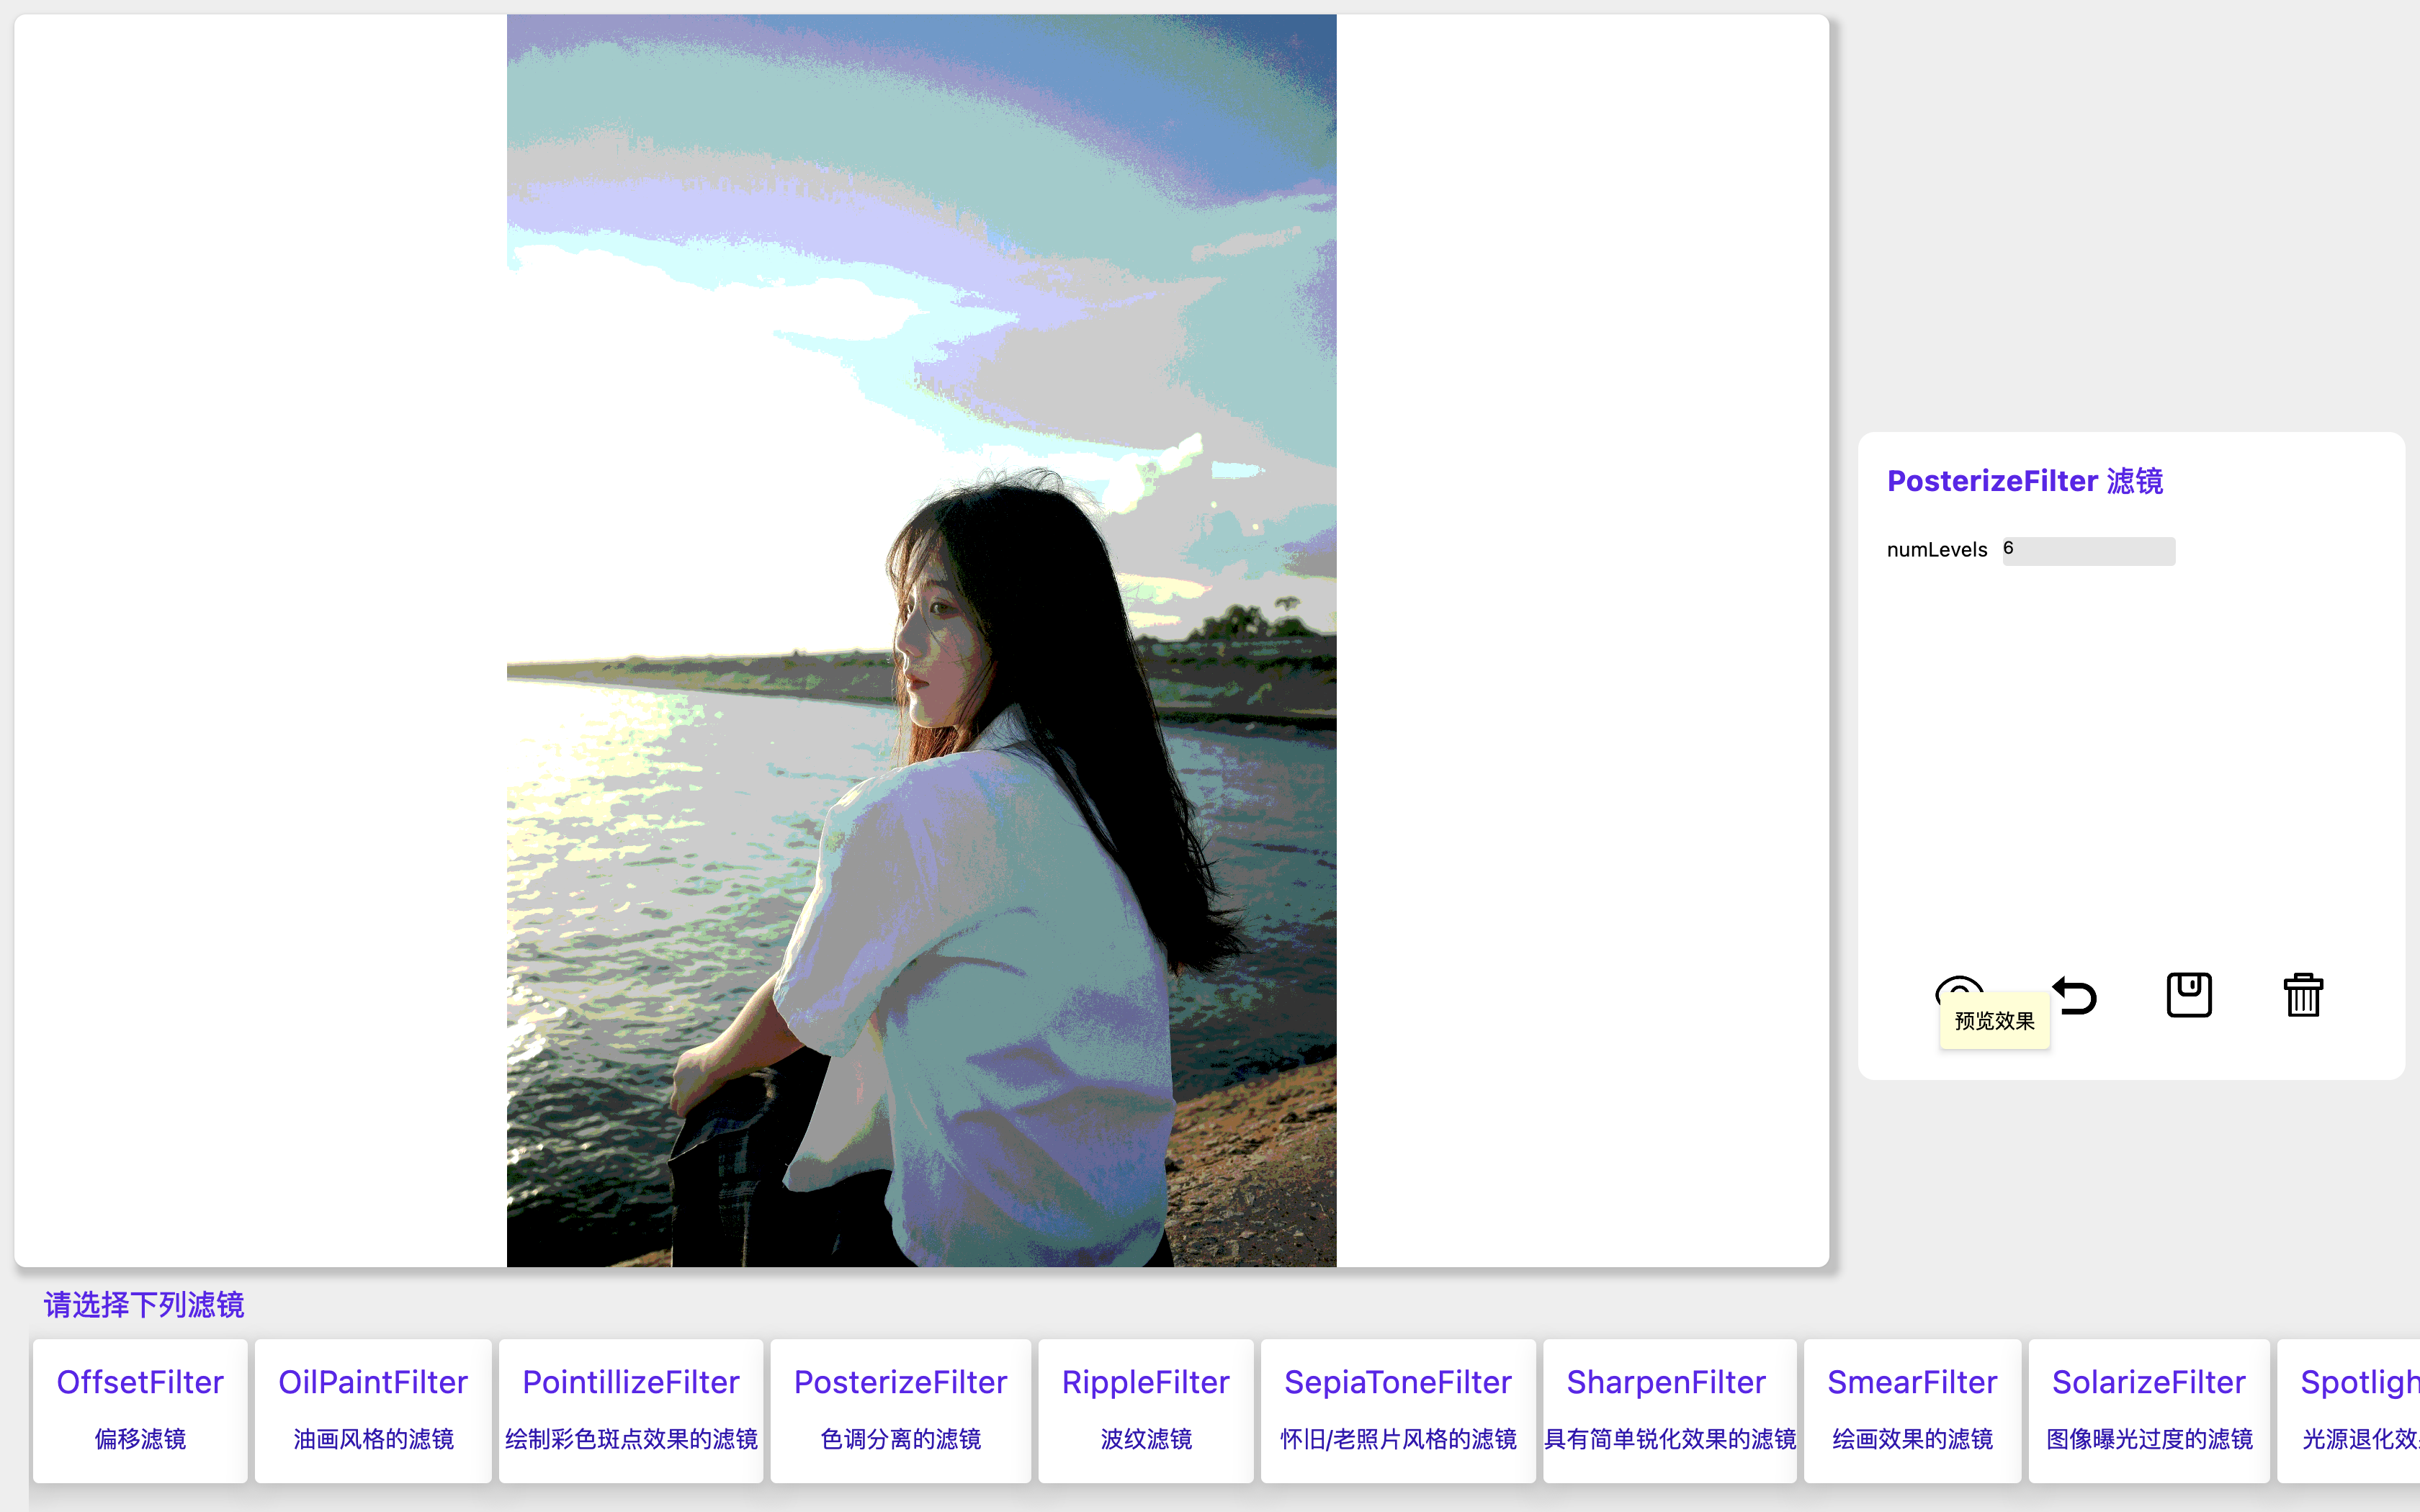 PosterizeFilter 滤镜
numLevels 6
预览效果
请选择下列滤镜
OffsetFilter
偏移滤镜
OilPaintFilter
油画风格的滤镜
PointillizeFilter
绘制彩色斑点效果的滤镜
PosterizeFilter
色调分离的滤镜
RippleFilter
波纹滤镜
SepiaToneFilter
怀旧/老照片风格的滤镜
SharpenFilter
具有简单锐化效果的滤镜
SmearFilter
绘画效果的滤镜
SolarizeFilter
图像曝光过度的滤镜
Spotligh
光源退化效